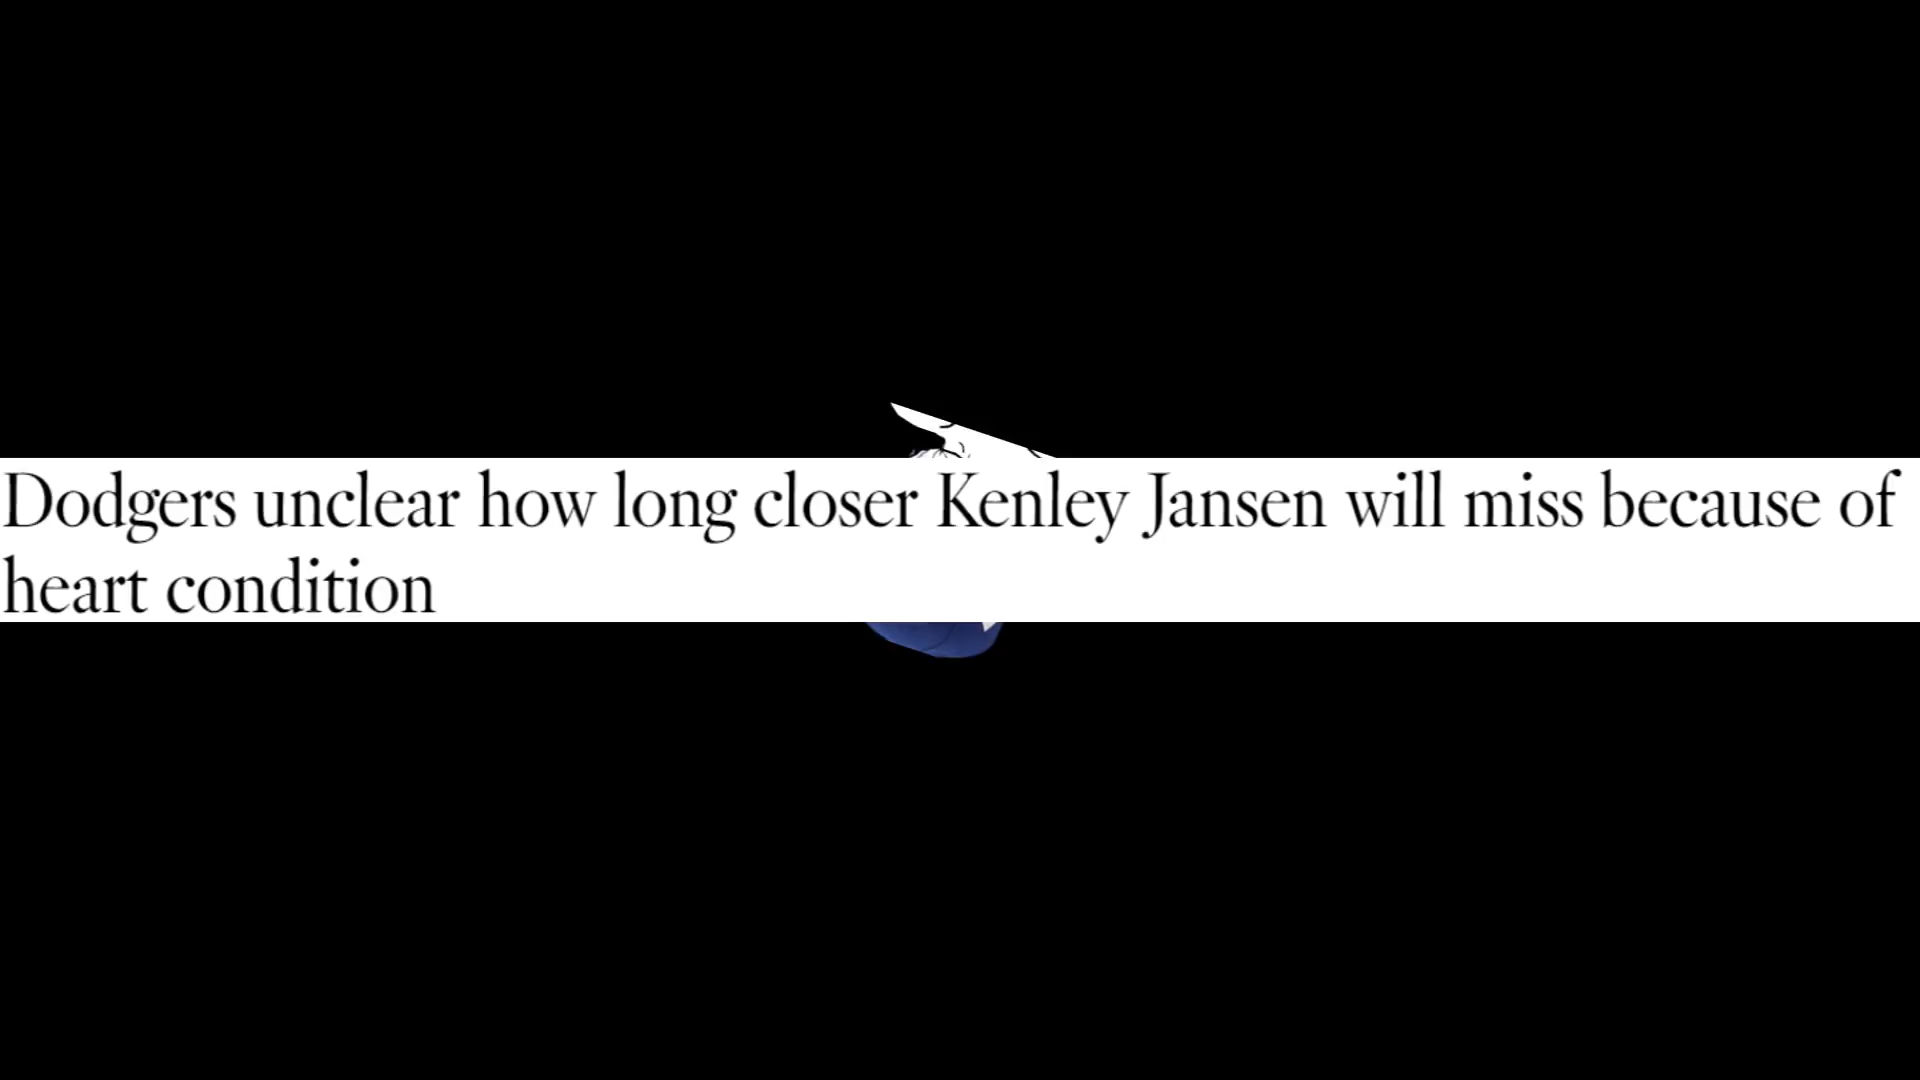 Dodgers unclear how long closer Kenley Jansen will miss because of
heart condition